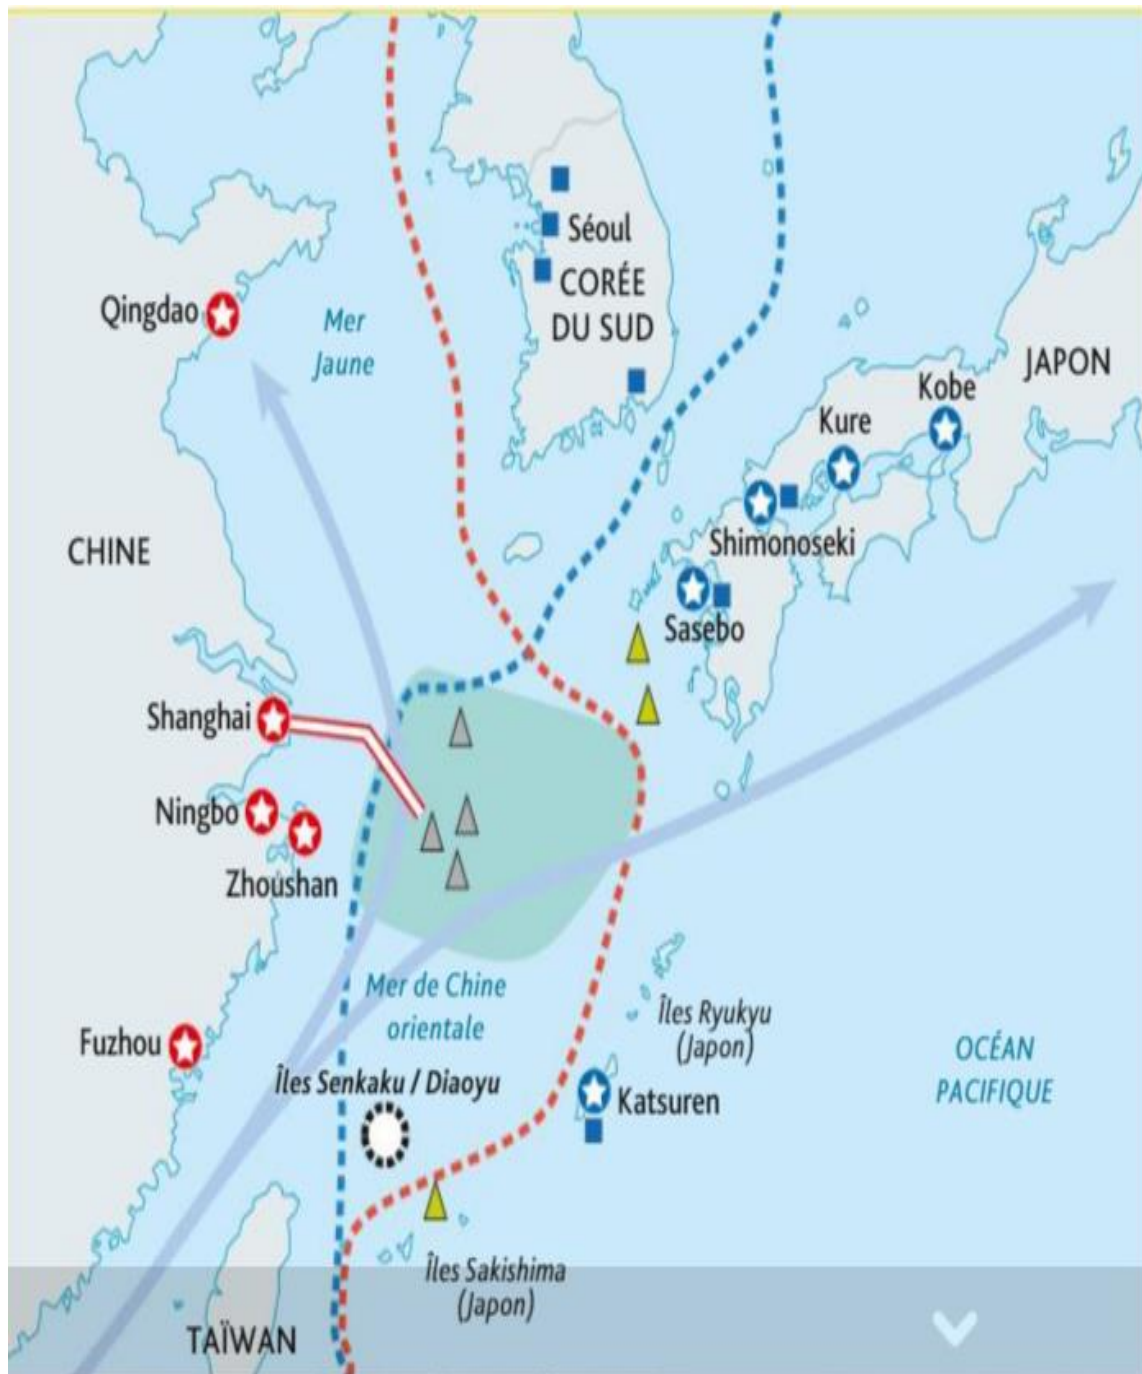 Séoul
CORÉE
DU SUD
Qingdao
Mer
Jaune
JAPON
Kobe
Kure
CHINE
Shimonoseki
Sasebo
Shanghai
Ningbo
Zhoushan
Mer de Chine
orientale
Îles Ryukyu
(Japon)
Fuzhou
OCÉAN
PACIFIQUE
Îles Senkaku / Diaoyu
Katsuren
Îles Sakishima
(Japon)
TAÏWAN